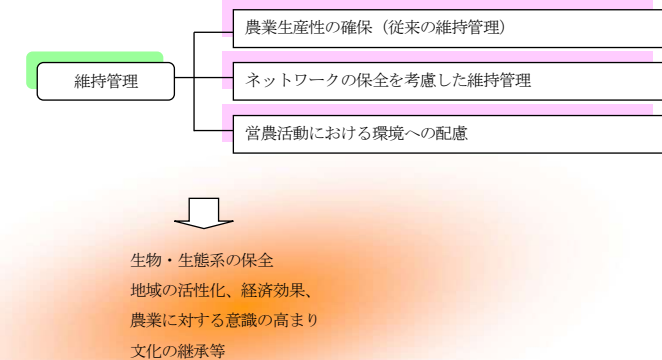 農業生産性の確保（従来の維持管理）
維持管理
ネットワークの保全を考慮した維持管理
営農活動における環境への配慮
生物・生態系の保全
地域の活性化、経済効果、
農業に対する意識の高まり
文化の継承等